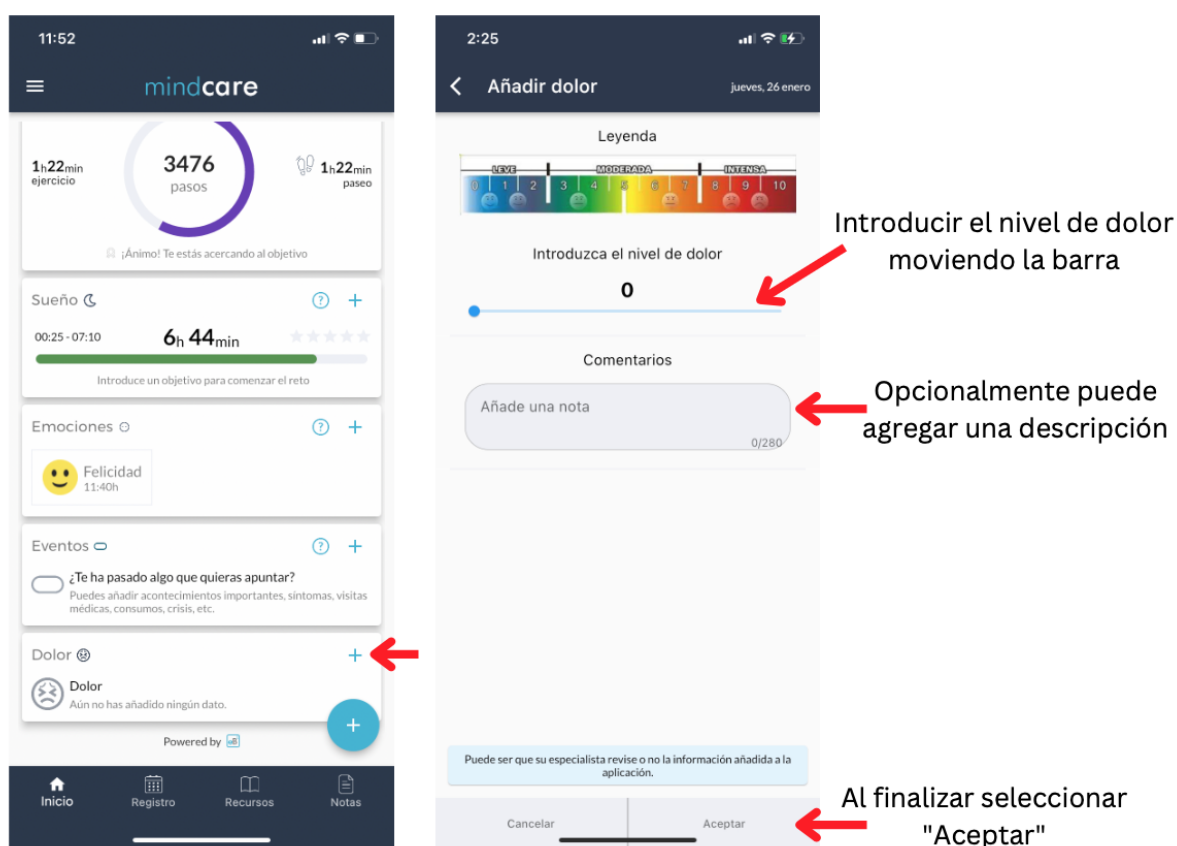 11:52
mindcare
1h22min
ejercicio
3476
pasos
1h22min
paseo
¡Ánimo! Te estás acercando al objetivo
Sueño
?
+
00:25 - 07:10
6h 44min
Introduce un objetivo para comenzar el reto
Emociones
?
+
Felicidad
11:40h
Eventos
?
+
¿Te ha pasado algo que quieras apuntar?
Puedes añadir acontecimientos importantes, síntomas, visitas
médicas, consumos, crisis, etc.
Dolor
+
Dolor
Aún no has añadido ningún dato.
+
Powered by
Inicio
Registro
Recursos
Notas
2:25
Añadir dolor
jueves, 26 enero
Leyenda
LEVE MODERADA INTENSA
0 1 2 3 4 5 6 7 8 9 10
Introduzca el nivel de dolor
0
Comentarios
Añade una nota
0/280
Puede ser que su especialista revise o no la información añadida a la
aplicación.
Cancelar
Aceptar
Introducir el nivel de dolor
moviendo la barra
Opcionalmente puede
agregar una descripción
Al finalizar seleccionar
"Aceptar"